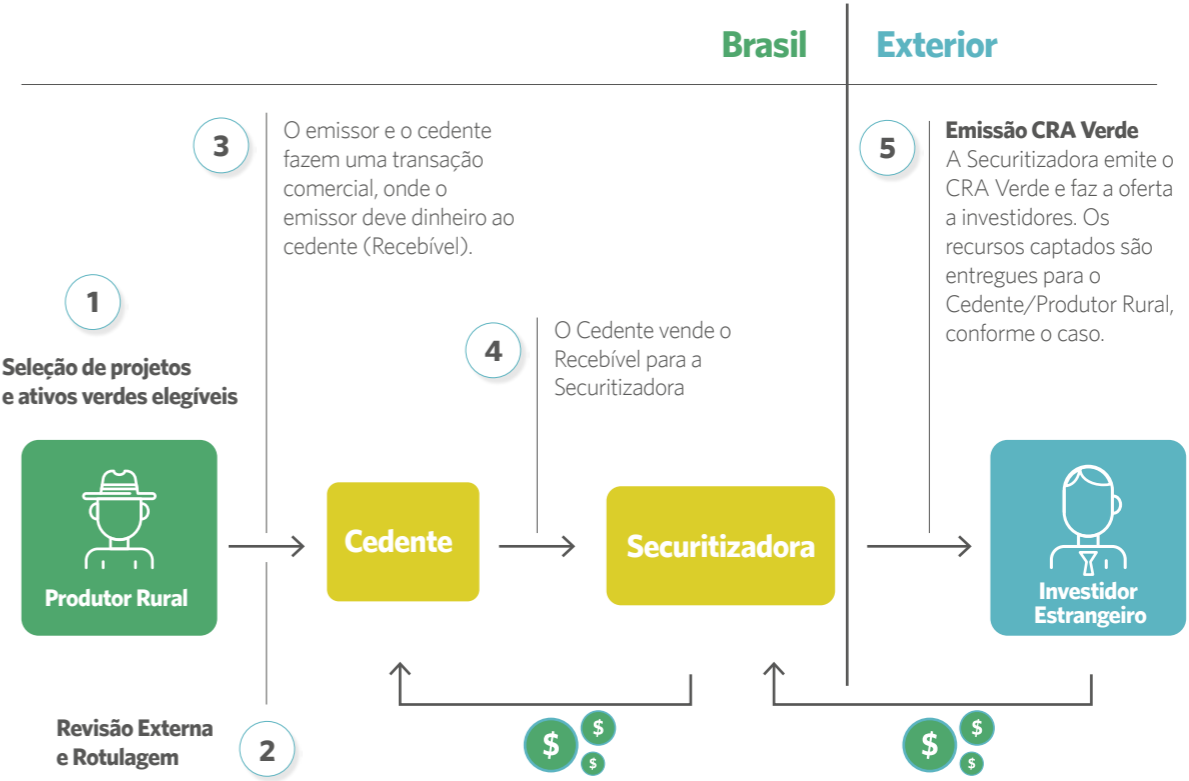 Brasil
Exterior
3
O emissor e o cedente
fazem uma transação
comercial, onde o
emissor deve dinheiro ao
cedente (Recebível).
5
Emissão CRA Verde
A Securitizadora emite o
CRA Verde e faz a oferta
a investidores. Os
recursos captados são
entregues para o
Cedente/Produtor Rural,
conforme o caso.
1
Seleção de projetos
e ativos verdes elegíveis
4
O Cedente vende o
Recebível para a
Securitizadora
Produtor Rural
Cedente
Securitizadora
Investidor
Estrangeiro
Revisão Externa
e Rotulagem
2
$
$
$
$
$
$